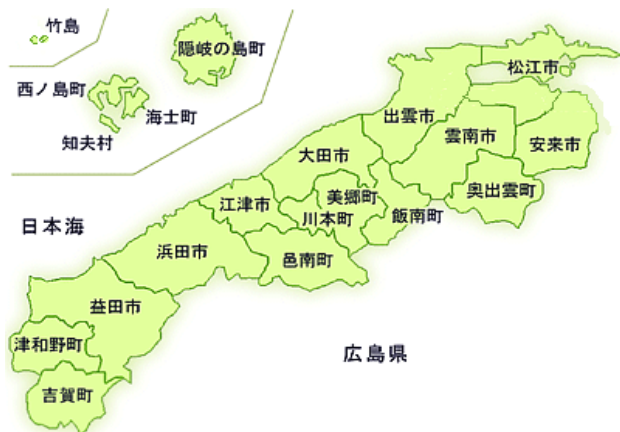 竹島
隠岐の島町
西ノ島町
海士町
知夫村
松江市
出雲市
雲南市
安来市
大田市
奥出雲町
美郷町
江津市
川本町
飯南町
日本海
浜田市
邑南町
益田市
津和野町
広島県
吉賀町